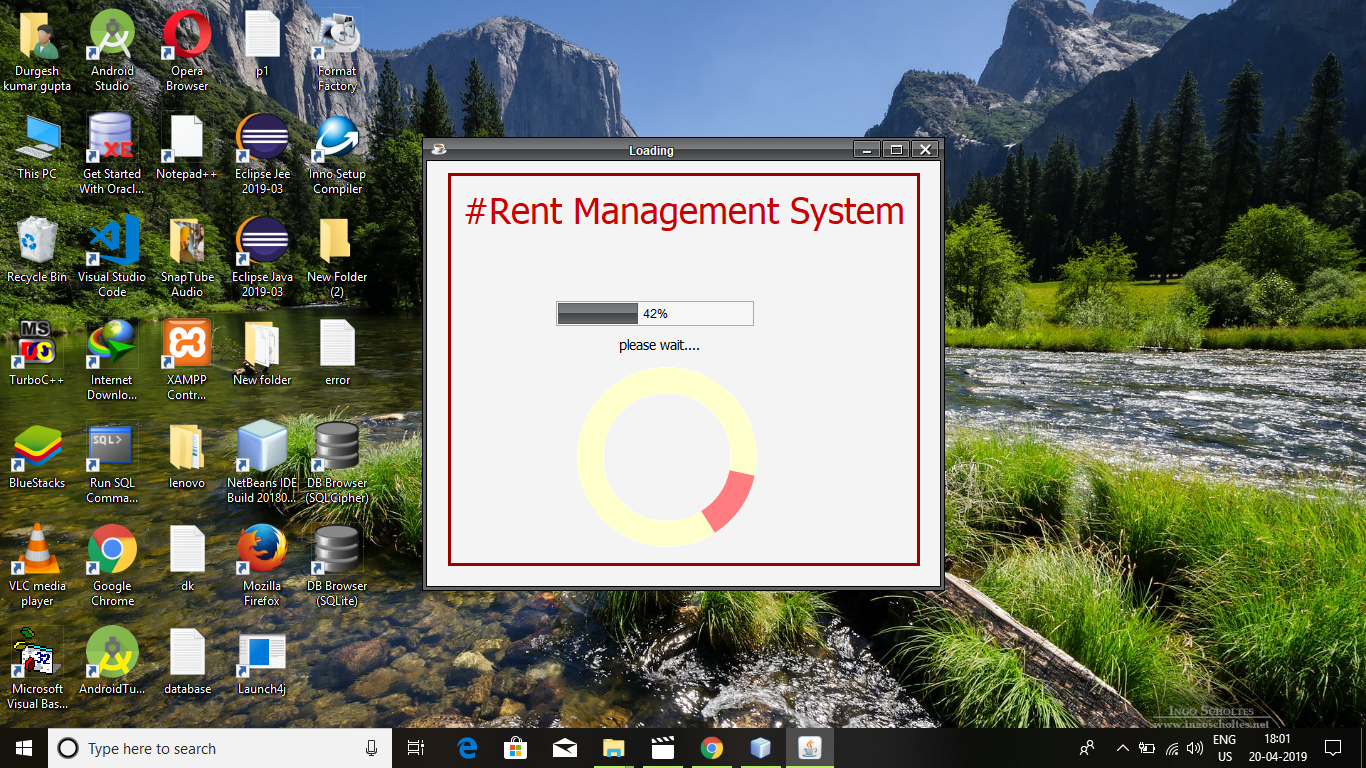 Durgesh
kumar gupta
Android
Studio
Opera
Browser
p1
Format
Factory
This PC
Get Started
With Oracl...
XE
Notepad++
Eclipse Jee
2019-03
Inno Setup
Compiler
Recycle Bin
Visual Studio
Code
SnapTube
Audio
Eclipse Java
2019-03
New Folder
(2)
MS
TurboC++
Internet
Downlo...
XAMPP
Contr...
New folder
error
BlueStacks
SQL>
Run SQL
Comma...
lenovo
NetBeans IDE
Build 20180...
DB Browser
(SQLCipher)
VLC media
player
Google
Chrome
dk
Mozilla
Firefox
DB Browser
(SQLite)
32
Microsoft
Visual Bas...
AndroidTu...
database
Launch4j
Loading
#Rent Management System
42%
please wait....
Ingo Scholtes
www.ingoscholtes.net
Type here to search
ENG
US
18:01
20-04-2019